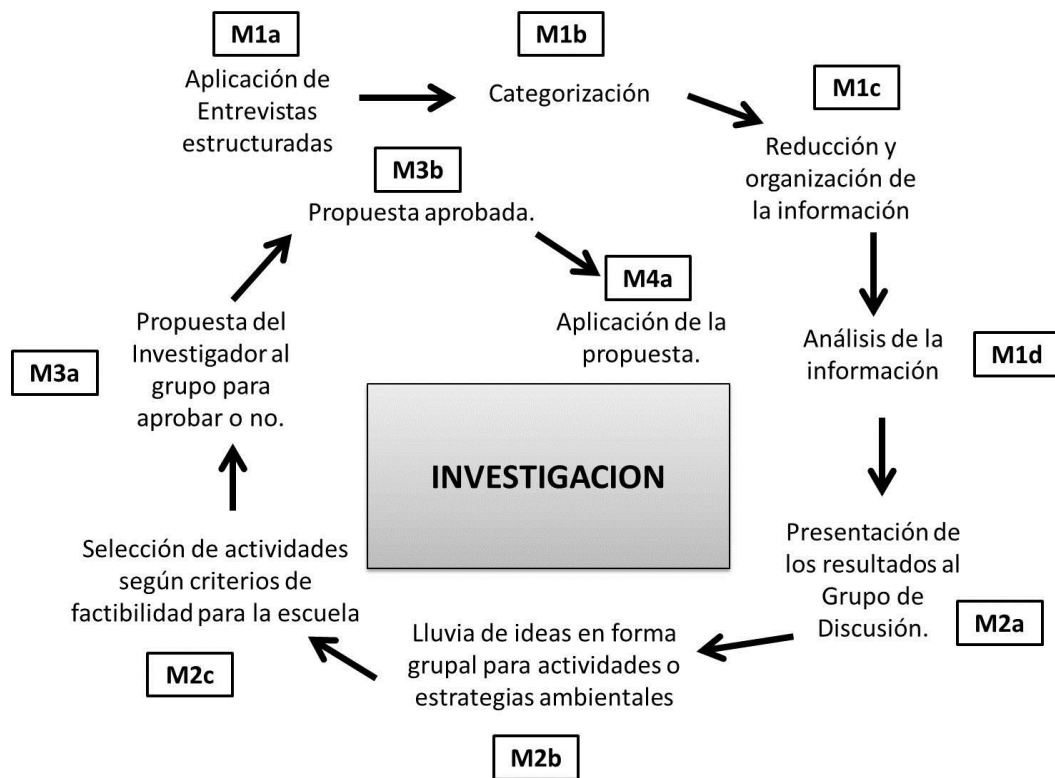 M1a
Aplicación de
Entrevistas
estructuradas
M1b
Categorización
M1c
Reducción y
organización de
la información
M1d
Análisis de la
información
M2a
Presentación de
los resultados al
Grupo de
Discusión.
M2b
Lluvia de ideas en forma
grupal para actividades o
estrategias ambientales
M2c
Selección de actividades
según criterios de
factibilidad para la escuela
M3a
Propuesta del
Investigador al
grupo para
aprobar o no.
M3b
Propuesta aprobada.
M4a
Aplicación de la
propuesta.
INVESTIGACION